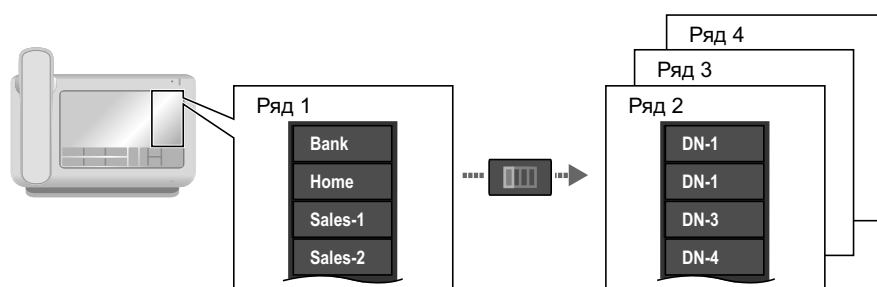 Ряд 4
Ряд 3
Ряд 1
Ряд 2
Bank
DN-1
Home
DN-1
Sales-1
DN-3
Sales-2
DN-4